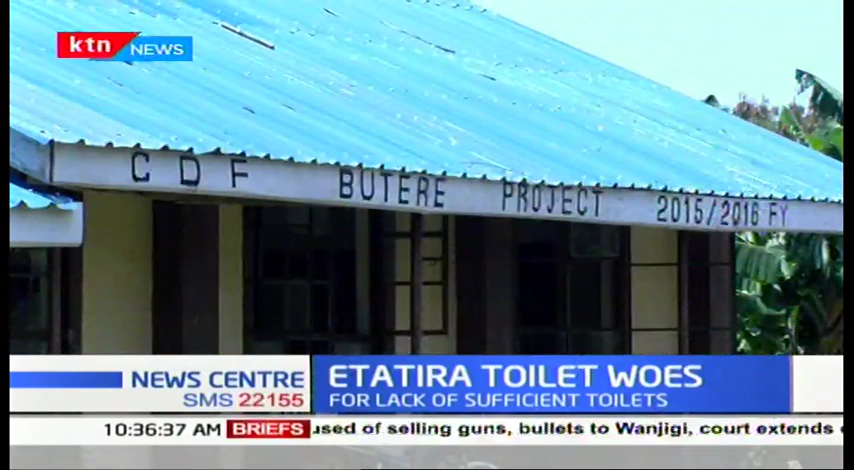 ktn NEWS
CDF BUTERE PROJECT 2015/2016 FY
NEWS CENTRE
SMS 22155
ETATIRA TOILET WOES
FOR LACK OF SUFFICIENT TOILETS
10:36:37 AM BRIEFS used of selling guns, bullets to Wanjigi, court extends